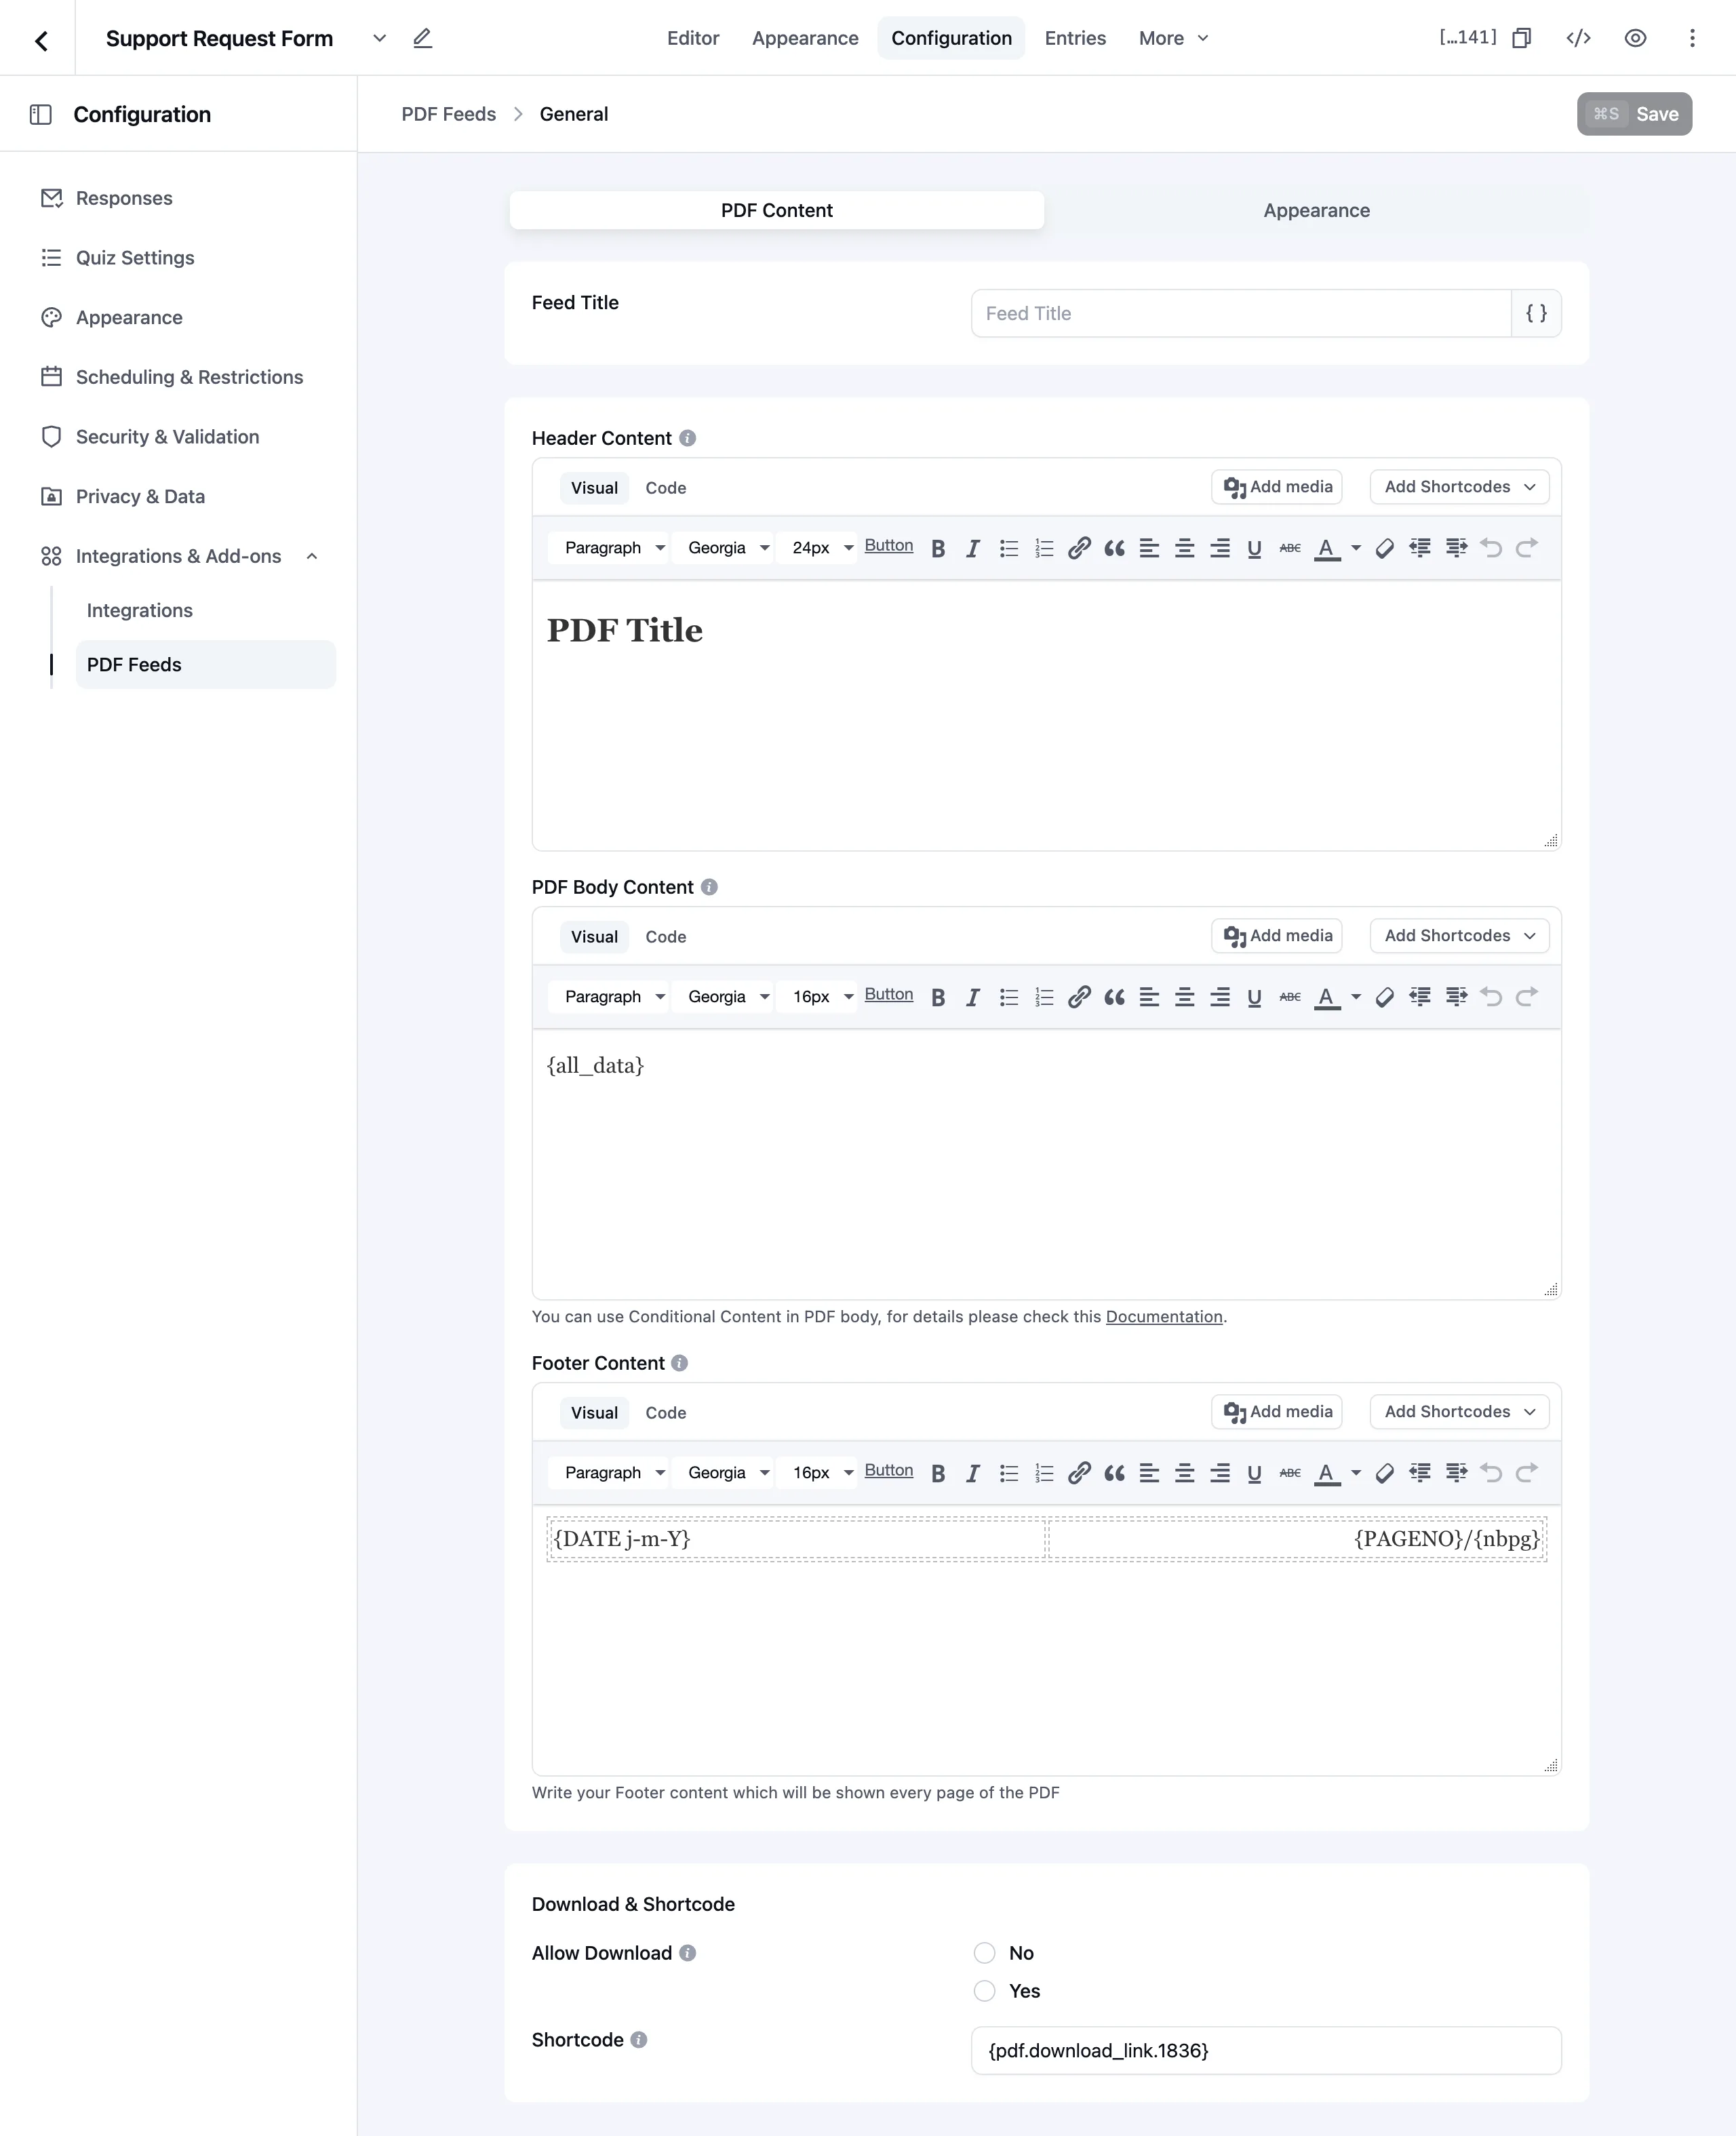 Support Request Form
Editor
Appearance
Configuration
Entries
More
[...141]
Configuration
PDF Feeds > General
⌘S Save
Responses
Quiz Settings
Appearance
Scheduling & Restrictions
Security & Validation
Privacy & Data
Integrations & Add-ons
Integrations
PDF Feeds
PDF Content
Appearance
Feed Title
Feed Title
{ }
Header Content
Visual Code Add media Add Shortcodes
Paragraph Georgia 24px Button B I U ABC A
PDF Title
PDF Body Content
Visual Code Add media Add Shortcodes
Paragraph Georgia 16px Button B I U ABC A
{all_data}
You can use Conditional Content in PDF body, for details please check this Documentation.
Footer Content
Visual Code Add media Add Shortcodes
Paragraph Georgia 16px Button B I U ABC A
{DATE j-m-Y} {PAGENO}/{nbpg}
Write your Footer content which will be shown every page of the PDF
Download & Shortcode
Allow Download
No
Yes
Shortcode
{pdf.download_link.1836}